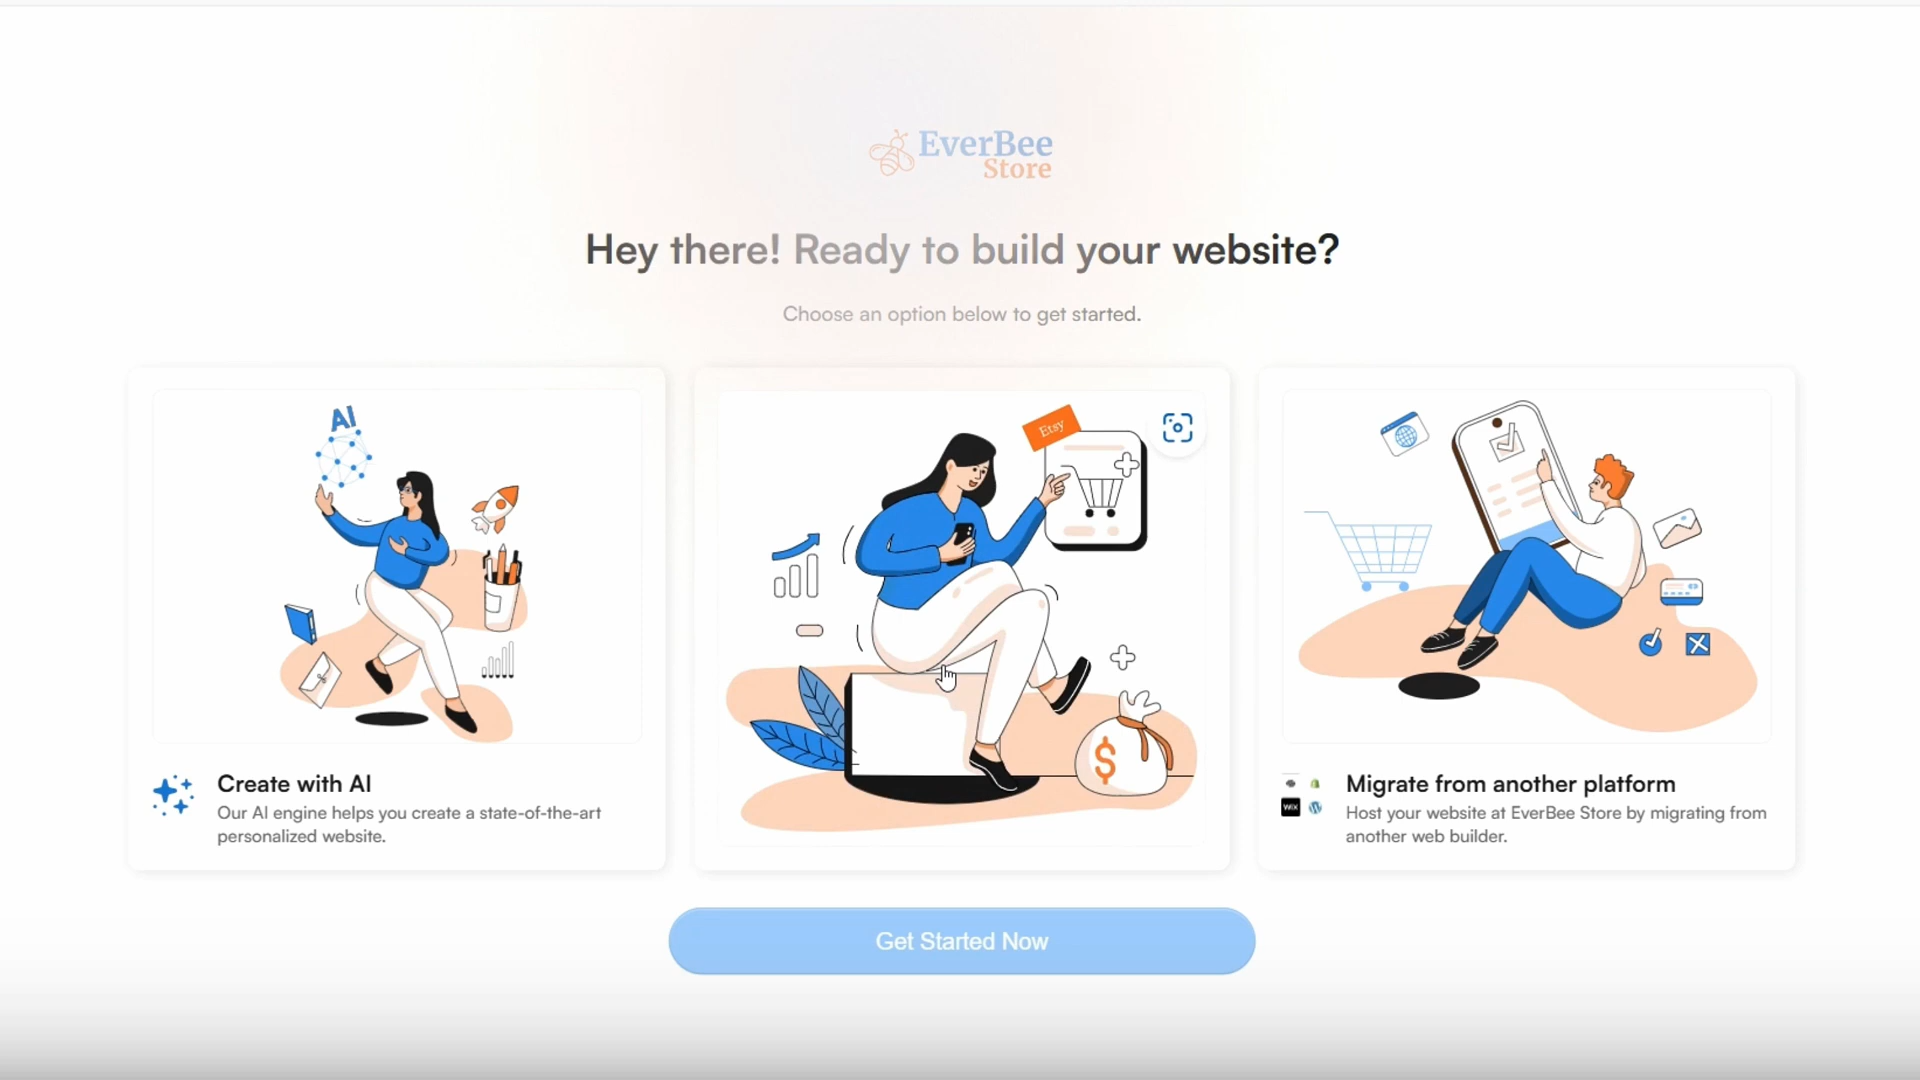 EverBee
Store
Hey there! Ready to build your website?
Choose an option below to get started.
AI
Etsy
Create with AI
Our AI engine helps you create a state-of-the-art
personalized website.
$
WiX
Migrate from another platform
Host your website at EverBee Store by migrating from
another web builder.
Get Started Now